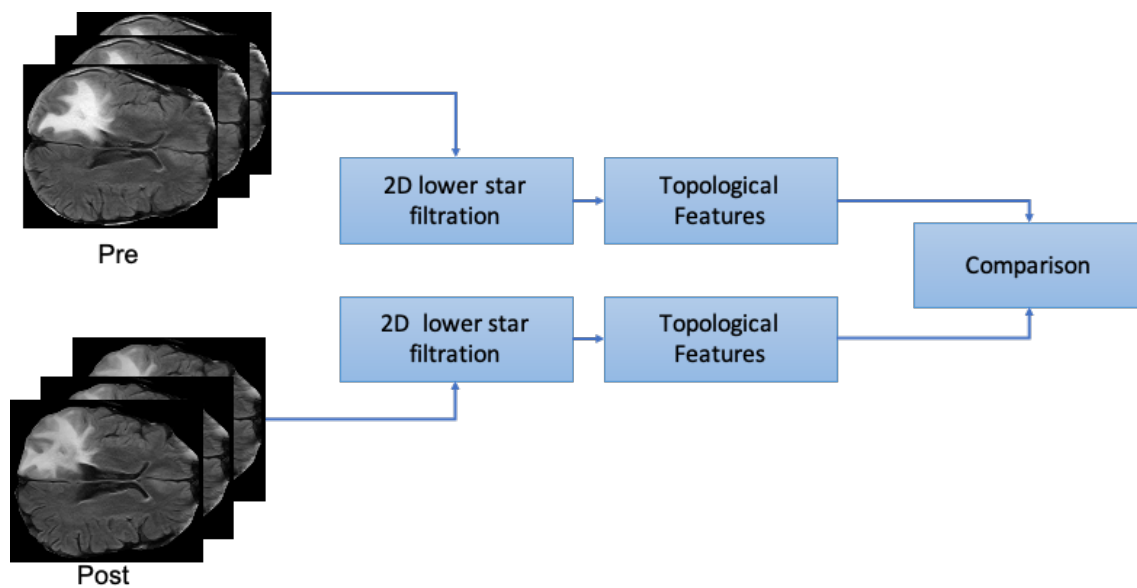 Pre
2D lower star
filtration
Topological
Features
Comparison
2D  lower star
filtration
Topological
Features
Post